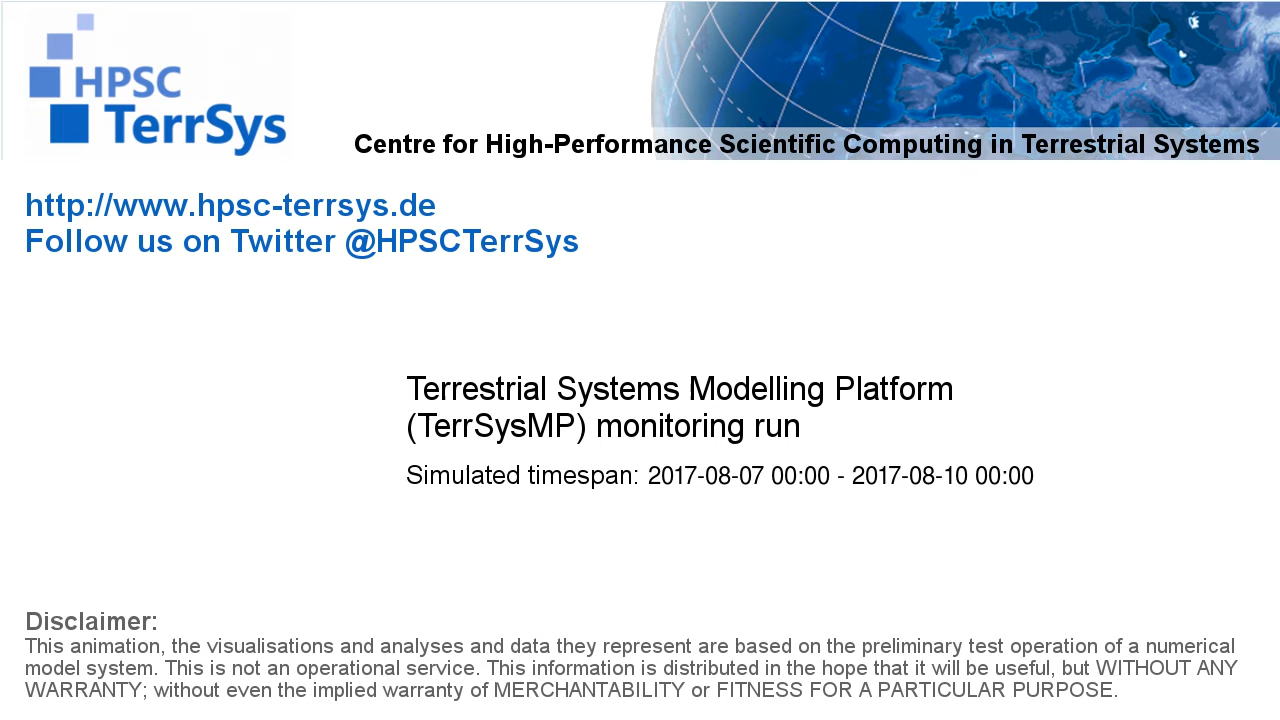 HPSC
TerrSys
Centre for High-Performance Scientific Computing in Terrestrial Systems
http://www.hpsc-terrsys.de
Follow us on Twitter @HPSCTerrSys
Terrestrial Systems Modelling Platform
(TerrSysMP) monitoring run
Simulated timespan: 2017-08-07 00:00 - 2017-08-10 00:00
Disclaimer:
This animation, the visualisations and analyses and data they represent are based on the preliminary test operation of a numerical
model system. This is not an operational service. This information is distributed in the hope that it will be useful, but WITHOUT ANY
WARRANTY; without even the implied warranty of MERCHANTABILITY or FITNESS FOR A PARTICULAR PURPOSE.